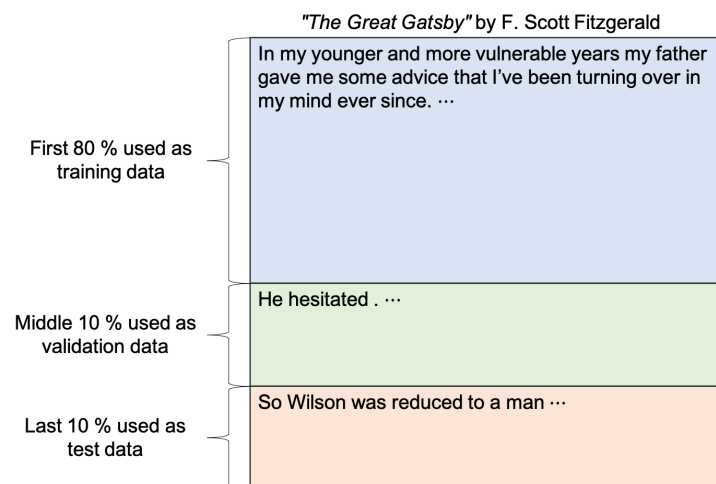 "The Great Gatsby" by F. Scott Fitzgerald
In my younger and more vulnerable years my father
gave me some advice that I've been turning over in
my mind ever since. ⋯
First 80 % used as
training data
He hesitated . ⋯
Middle 10 % used as
validation data
So Wilson was reduced to a man ⋯
Last 10 % used as
test data